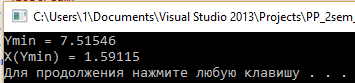 C:\Users\1\Documents\Visual Studio 2013\Projects\PP_2sem_
Ymin = 7.51546
X(Ymin) = 1.59115
Для продолжения нажмите любую клавишу . . .